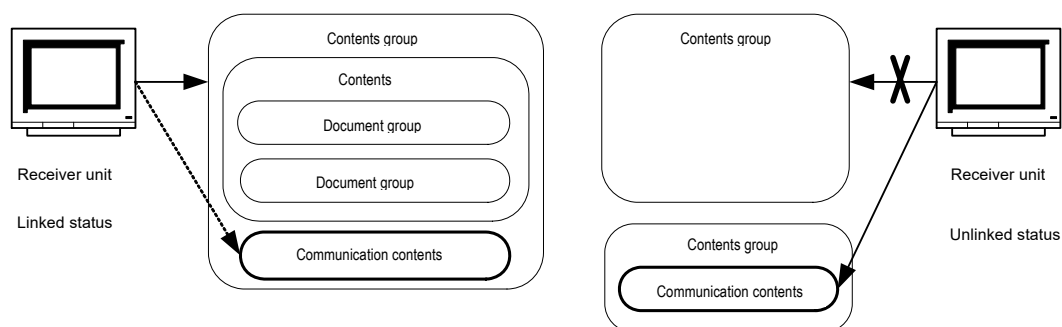 Contents group
Contents
Document group
Document group
Communication contents
Receiver unit
Linked status
Contents group
Contents group
Communication contents
Receiver unit
Unlinked status